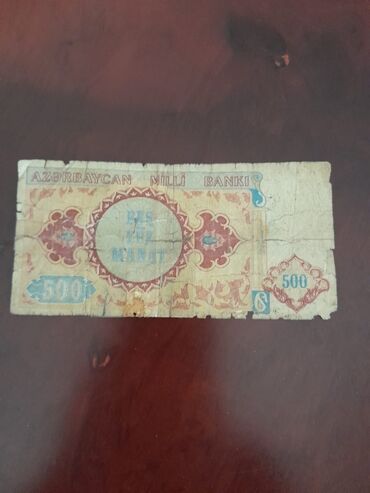 AZƏRBAYCAN MİLLİ BANKI
BEŞ
YÜZ
MANAT
500
500